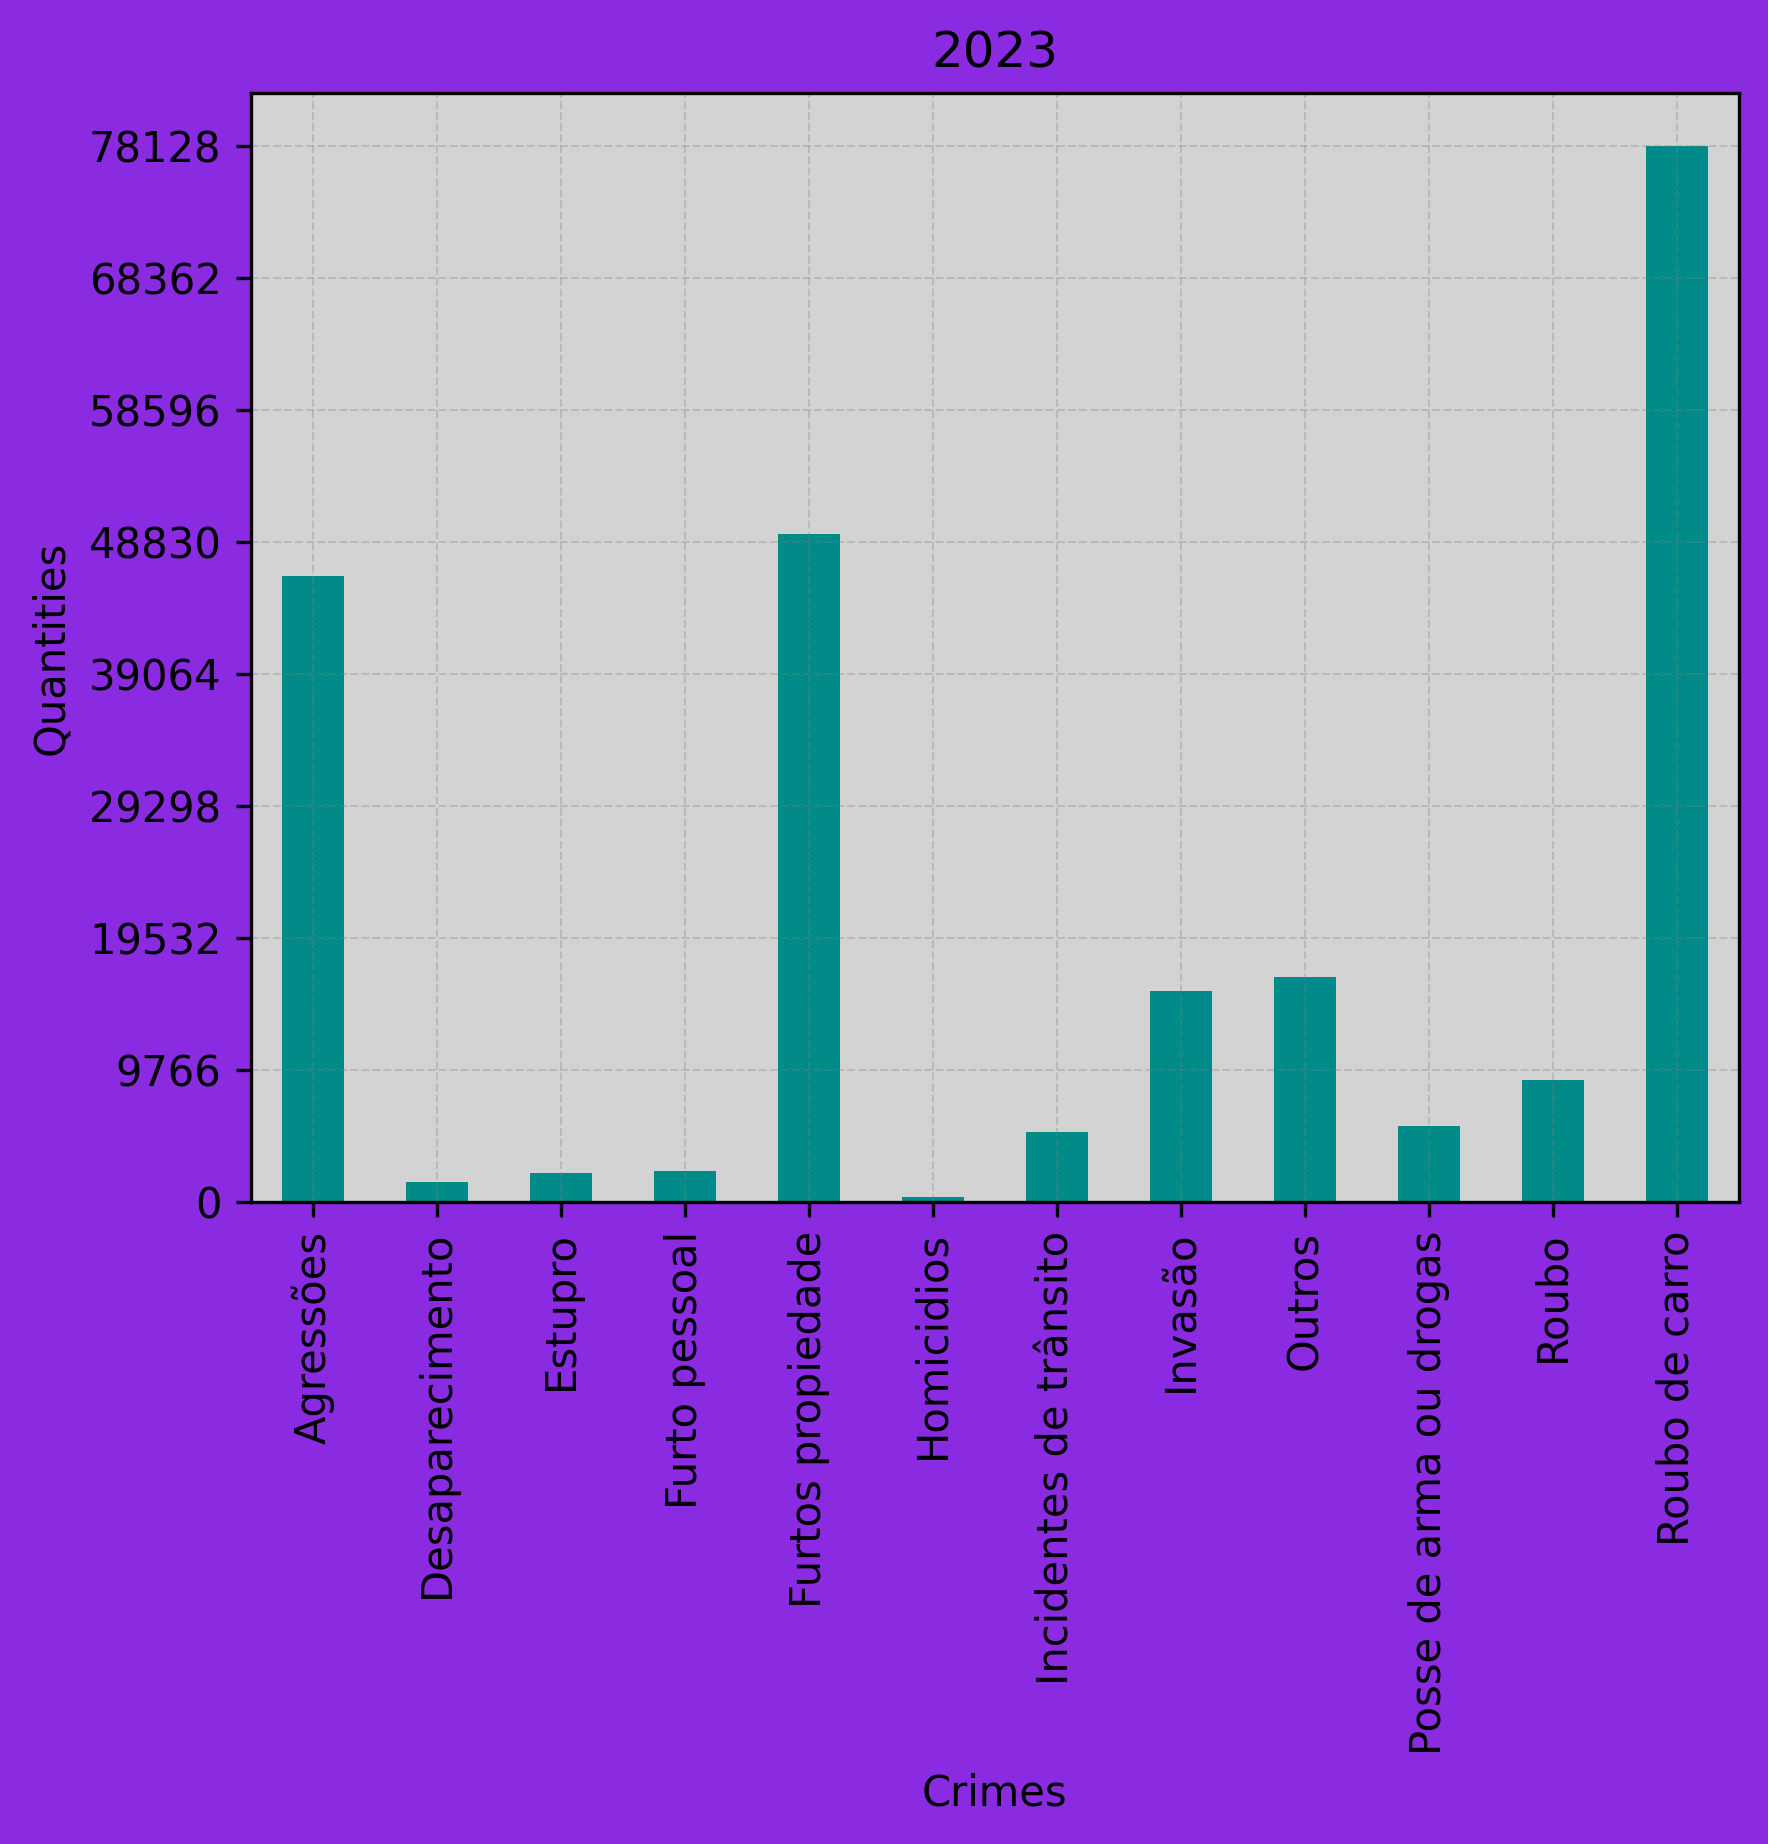 2023
Quantities
78128
68362
58596
48830
39064
29298
19532
9766
0
Agressões
Desaparecimento
Estupro
Furto pessoal
Furtos propiedade
Homicidios
Incidentes de trânsito
Invasão
Outros
Posse de arma ou drogas
Roubo
Roubo de carro
Crimes